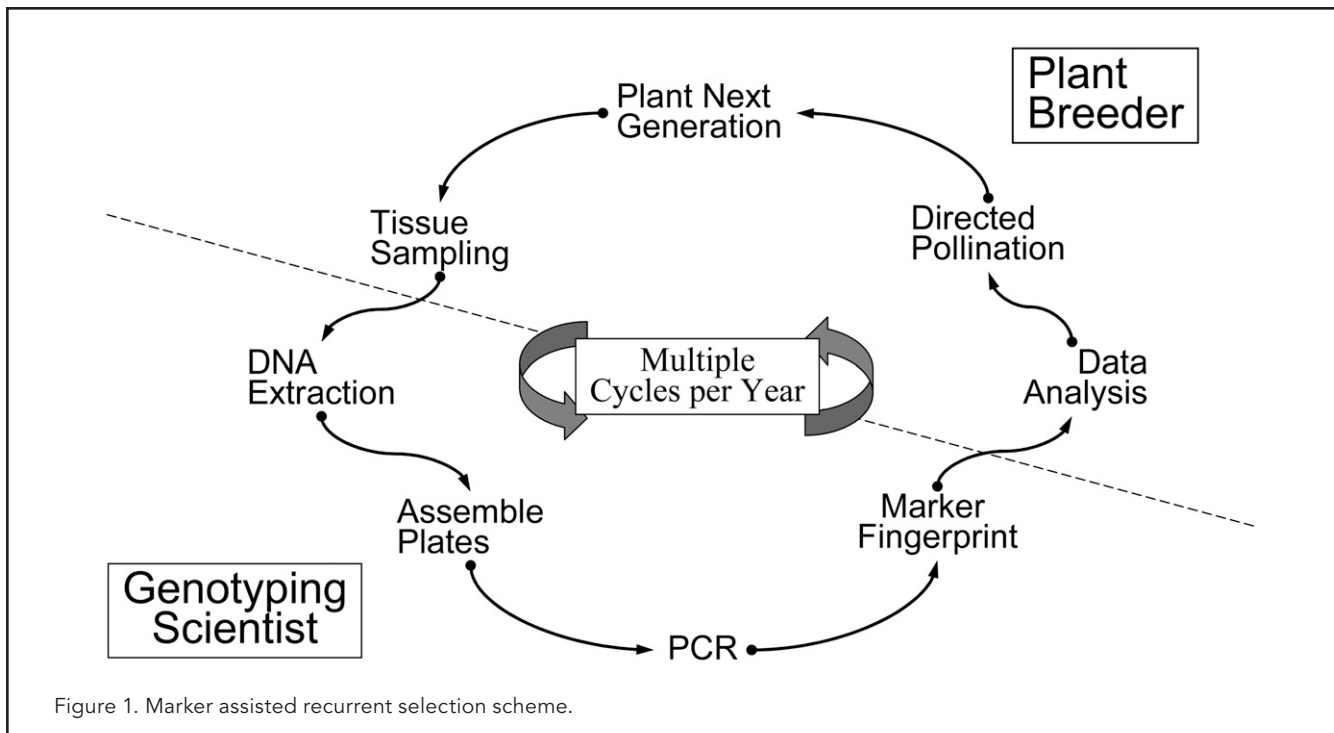 Plant
Breeder
Plant Next
Generation
Tissue
Sampling
Directed
Pollination
DNA
Extraction
Multiple
Cycles per Year
Data
Analysis
Assemble
Plates
Marker
Fingerprint
Genotyping
Scientist
PCR
Figure 1. Marker assisted recurrent selection scheme.